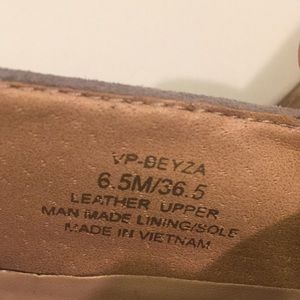 VP-BEYZA
6.5M/36.5
LEATHER UPPER
MAN MADE LINING/SOLE
MADE IN VIETNAM